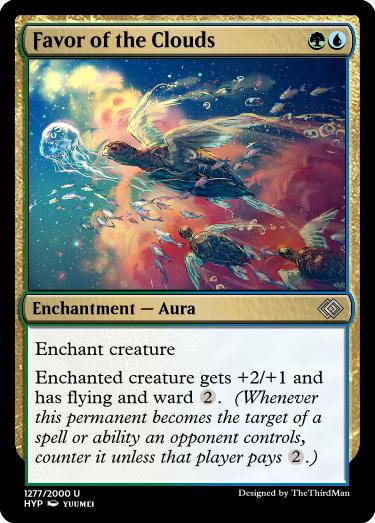 Favor of the Clouds
Enchantment — Aura
Enchant creature
Enchanted creature gets +2/+1 and
has flying and ward 2. (Whenever
this permanent becomes the target of a
spell or ability an opponent controls,
counter it unless that player pays 2.)
1277/2000 U
Designed by TheThirdMan
HYP YUUMEI